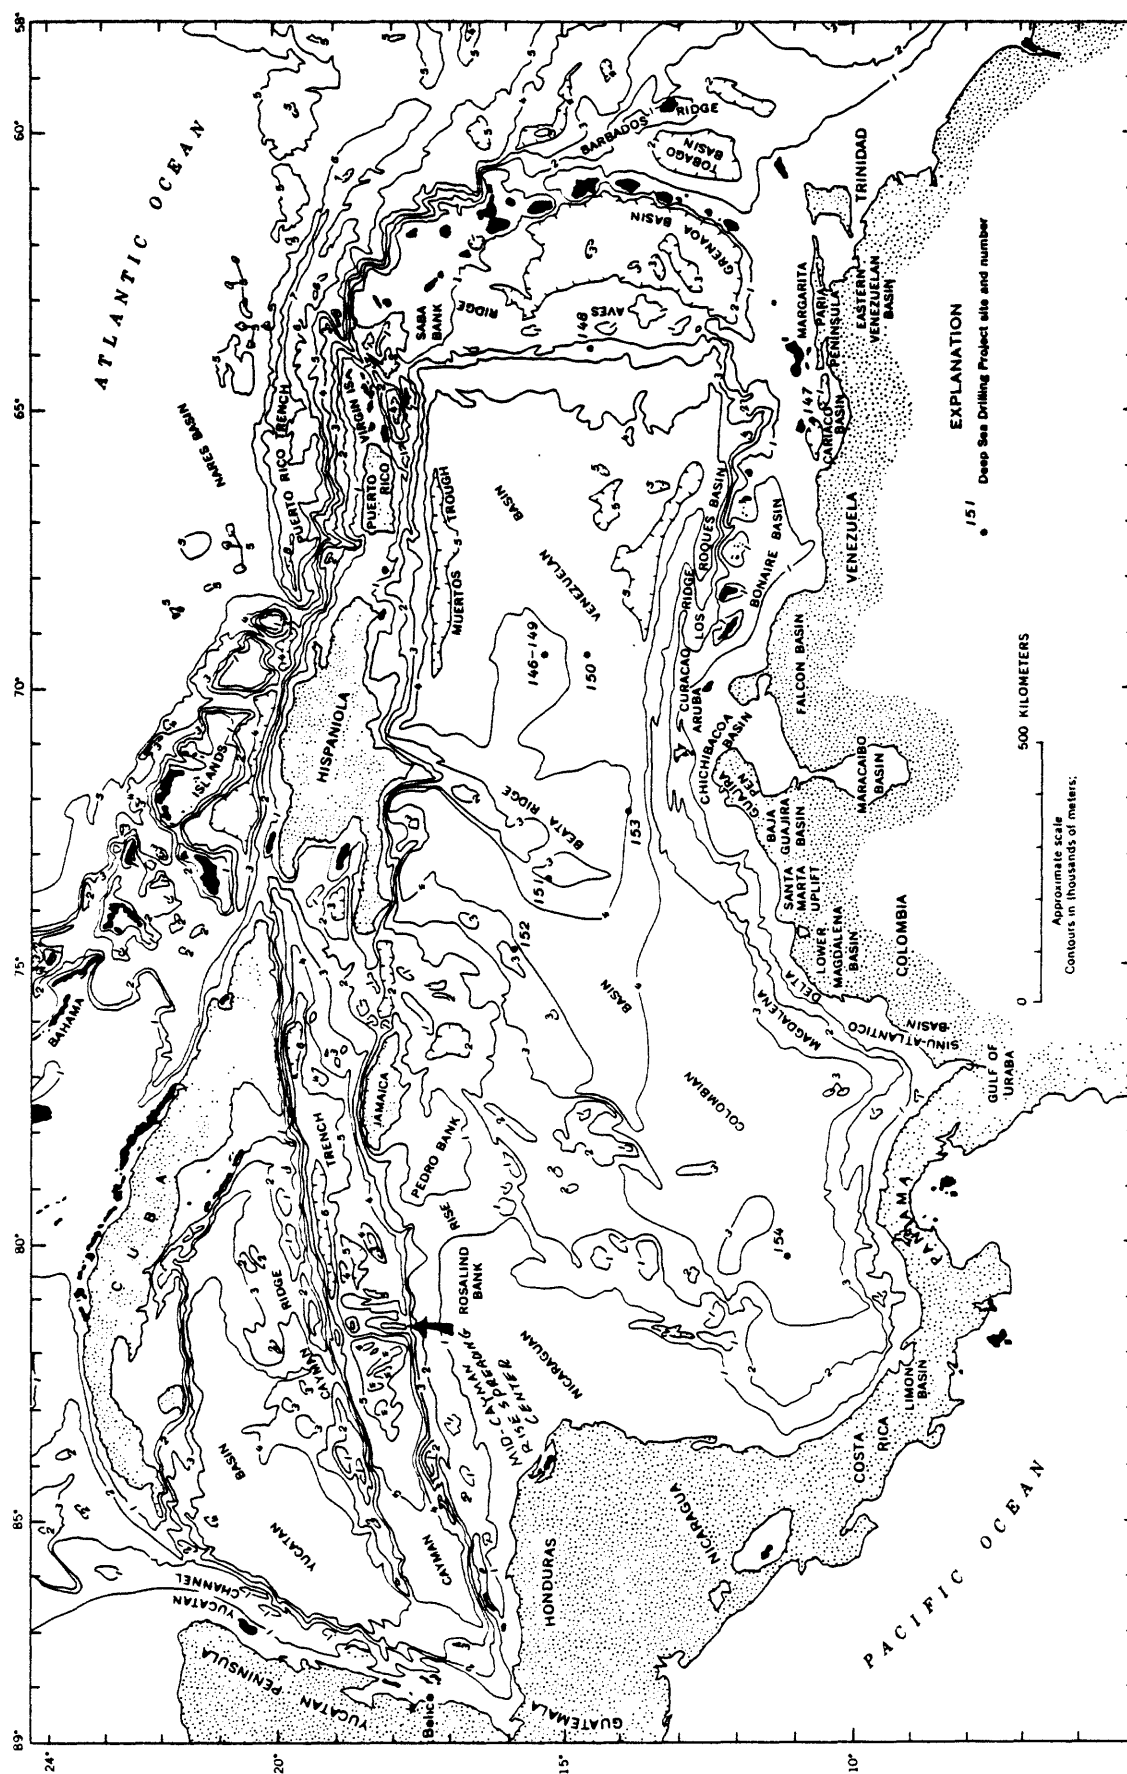 89°
85°
80°
75°
70°
65°
60°
58°
24°
20°
15°
10°
ATLANTIC OCEAN
NARES BASIN
BAHAMA
ISLANDS
PUERTO RICO TRENCH
VIRGIN ISA
PUERTO
RICO
HISPANIOLA
CUBA
YUCATAN CHANNEL
YUCATAN PENINSULA
YUCATAN
BASIN
CAYMAN
RIDGE
CAYMAN
TRENCH
JAMAICA
Belice
GUATEMALA
HONDURAS
MID-CAYMAN
RISE SPREADING
CENTER
ROSALIND
BANK
PEDRO BANK
NICARAGUAN
RISE
NICARAGUA
COSTA
RICA
LIMON
BASIN
PANAMA
PACIFIC OCEAN
COLOMBIAN
BASIN
152
151
153
154
BEATA
RIDGE
MUERTOS
TROUGH
VENEZUELAN
BASIN
146-149
150
148
SABA
BANK
AVES
RIDGE
GRENADA BASIN
TOBAGO
BASIN
BARBADOS
RIDGE
TRINIDAD
MARGARITA
PARIA
PENINSULA
EASTERN
VENEZUELAN
BASIN
147
CARIACO
BASIN
VENEZUELA
BONAIRE BASIN
LOS ROQUES BASIN
CURACAO RIDGE
ARUBA
FALCON BASIN
CHICHIBACOA
BASIN
GUAJIRA
PEN
MARACAIBO
BASIN
BAJA
GUAJIRA
BASIN
SANTA
MARTA
UPLIFT
LOWER
MAGDALENA
BASIN
COLOMBIA
MAGDALENA
DELTA
SINU-ATLANTICO
BASIN
GULF OF
URABA
EXPLANATION
151
Deep Sea Drilling Project site and number
0
500 KILOMETERS
Approximate scale
Contours in thousands of meters;